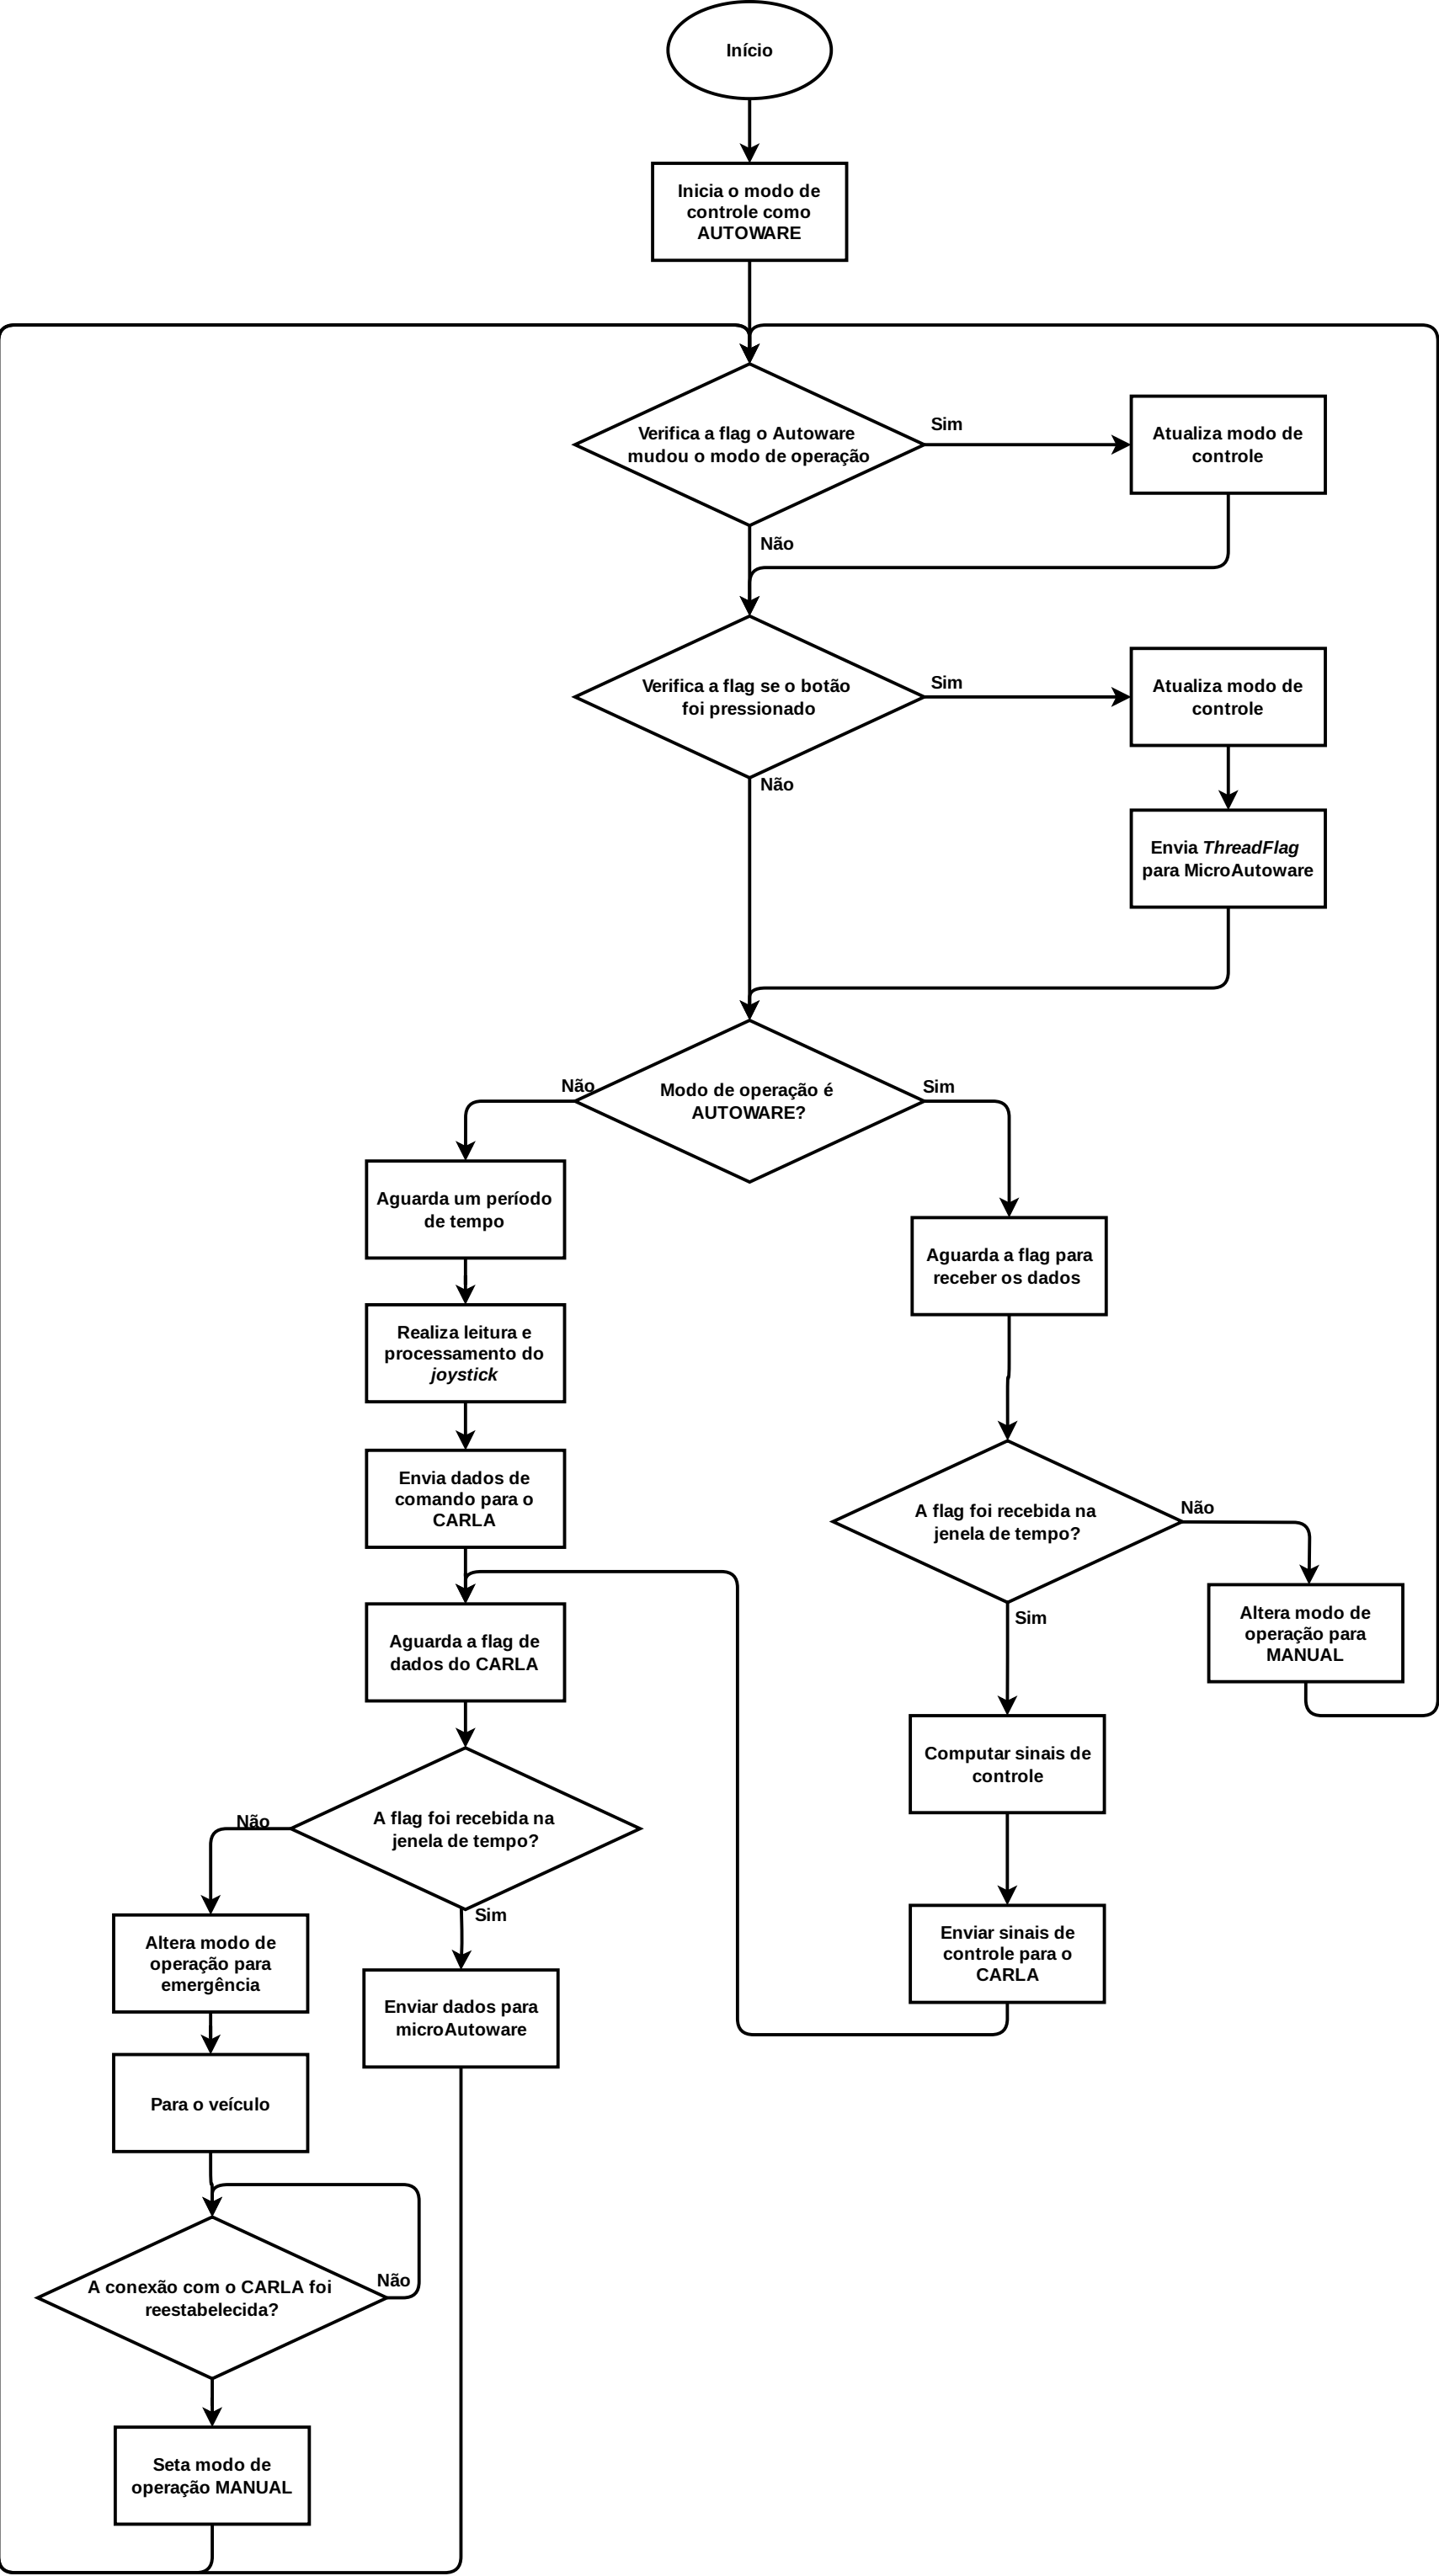 Início
Inicia o modo de
controle como
AUTOWARE
Verifica a flag o Autoware
mudou o modo de operação
Sim
Atualiza modo de
controle
Não
Verifica a flag se o botão
foi pressionado
Sim
Atualiza modo de
controle
Não
Envia ThreadFlag
para MicroAutoware
Modo de operação é
AUTOWARE?
Não
Sim
Aguarda um período
de tempo
Aguarda a flag para
receber os dados
Realiza leitura e
processamento do
joystick
Envia dados de
comando para o
CARLA
A flag foi recebida na
jenela de tempo?
Não
Sim
Altera modo de
operação para
MANUAL
Aguarda a flag de
dados do CARLA
Computar sinais de
controle
A flag foi recebida na
jenela de tempo?
Não
Sim
Enviar sinais de
controle para o
CARLA
Altera modo de
operação para
emergência
Enviar dados para
microAutoware
Para o veículo
A conexão com o CARLA foi
reestabelecida?
Não
Seta modo de
operação MANUAL